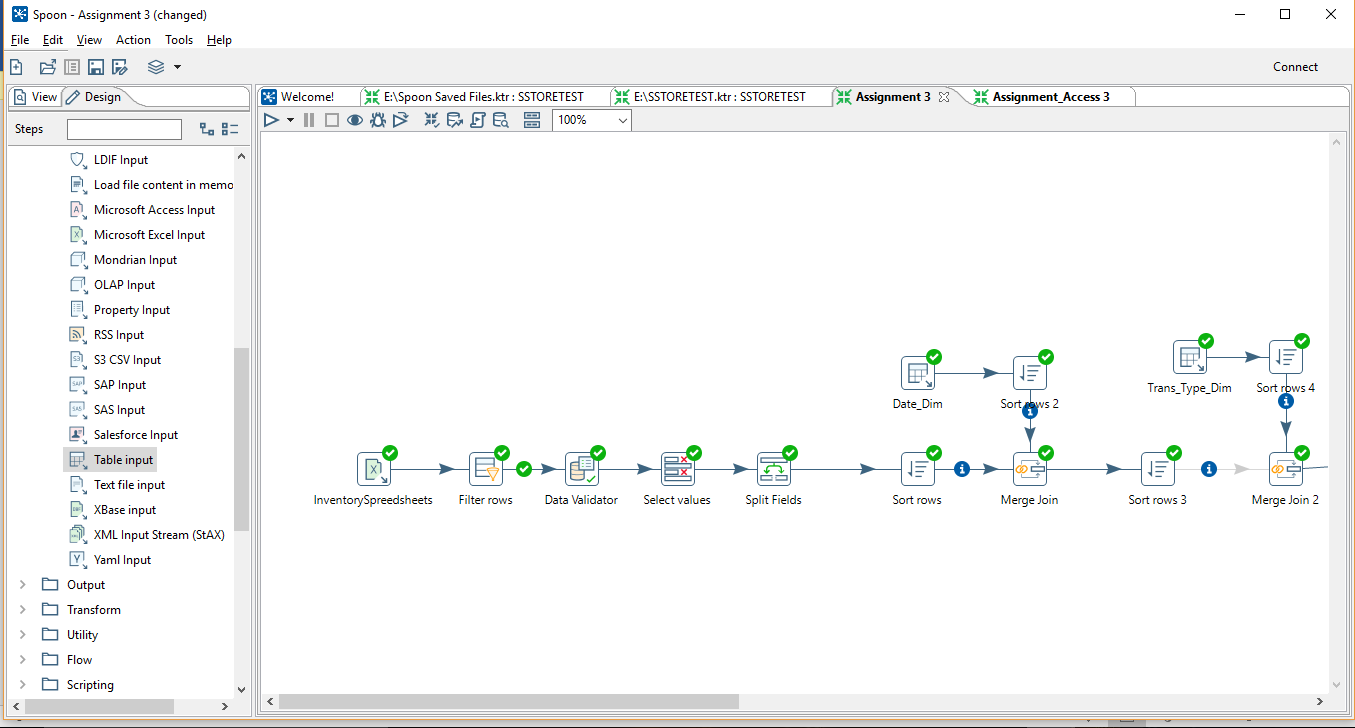 Spoon - Assignment 3 (changed)
File Edit View Action Tools Help
Connect
View Design
Welcome! E:\Spoon Saved Files.ktr : SSTORETEST E:\SSTORETEST.ktr : SSTORETEST Assignment 3 Assignment_Access 3
Steps
100%
LDIF Input
Load file content in memo
Microsoft Access Input
Microsoft Excel Input
Mondrian Input
OLAP Input
Property Input
RSS Input
S3 CSV Input
SAP Input
SAS Input
Salesforce Input
Table input
Text file input
XBase input
XML Input Stream (StAX)
Yaml Input
Output
Transform
Utility
Flow
Scripting
Trans_Type_Dim Sort rows 4
Date_Dim Sort rows 2
InventorySpreedsheets Filter rows Data Validator Select values Split Fields Sort rows Merge Join Sort rows 3 Merge Join 2